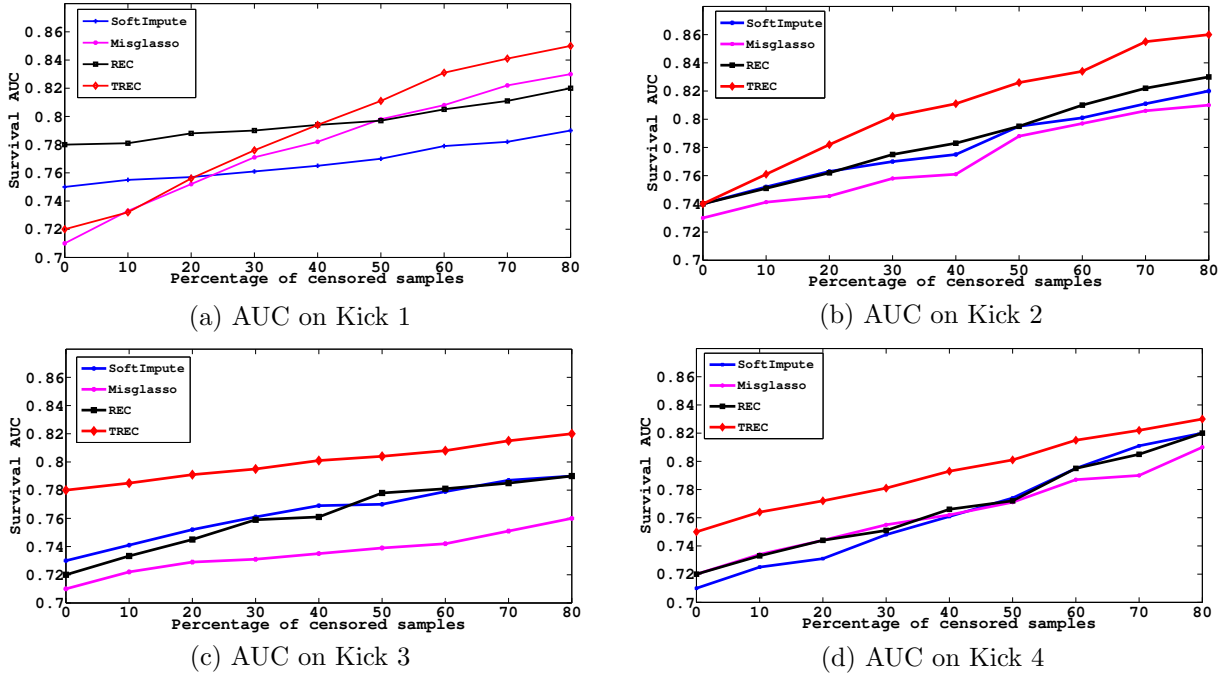 SoftImpute
Misglasso
REC
TREC
Survival AUC
0.86
0.84
0.82
0.8
0.78
0.76
0.74
0.72
0.7
0 10 20 30 40 50 60 70 80
Percentage of censored samples
(a) AUC on Kick 1
SoftImpute
Misglasso
REC
TREC
Survival AUC
0.86
0.84
0.82
0.8
0.78
0.76
0.74
0.72
0.7
0 10 20 30 40 50 60 70 80
Percentage of censored samples
(b) AUC on Kick 2
SoftImpute
Misglasso
REC
TREC
Survival AUC
0.86
0.84
0.82
0.8
0.78
0.76
0.74
0.72
0.7
0 10 20 30 40 50 60 70 80
Percentage of censored samples
(c) AUC on Kick 3
SoftImpute
Misglasso
REC
TREC
Survival AUC
0.86
0.84
0.82
0.8
0.78
0.76
0.74
0.72
0.7
0 10 20 30 40 50 60 70 80
Percentage of censored samples
(d) AUC on Kick 4